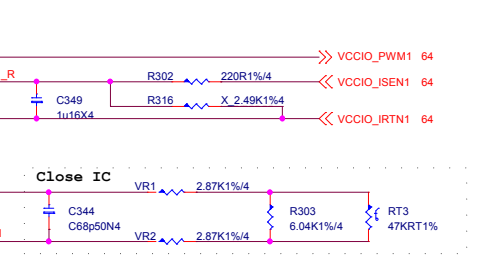 VCCIO_PWM1 64
_R
R302 220R1%/4 VCCIO_ISEN1 64
C349 R316 X_2.49K1%4
1u16X4 VCCIO_IRTN1 64
Close IC
VR1 2.87K1%/4
C344 R303 RT3
C68p50N4 6.04K1%/4 47KRT1%
VR2 2.87K1%/4